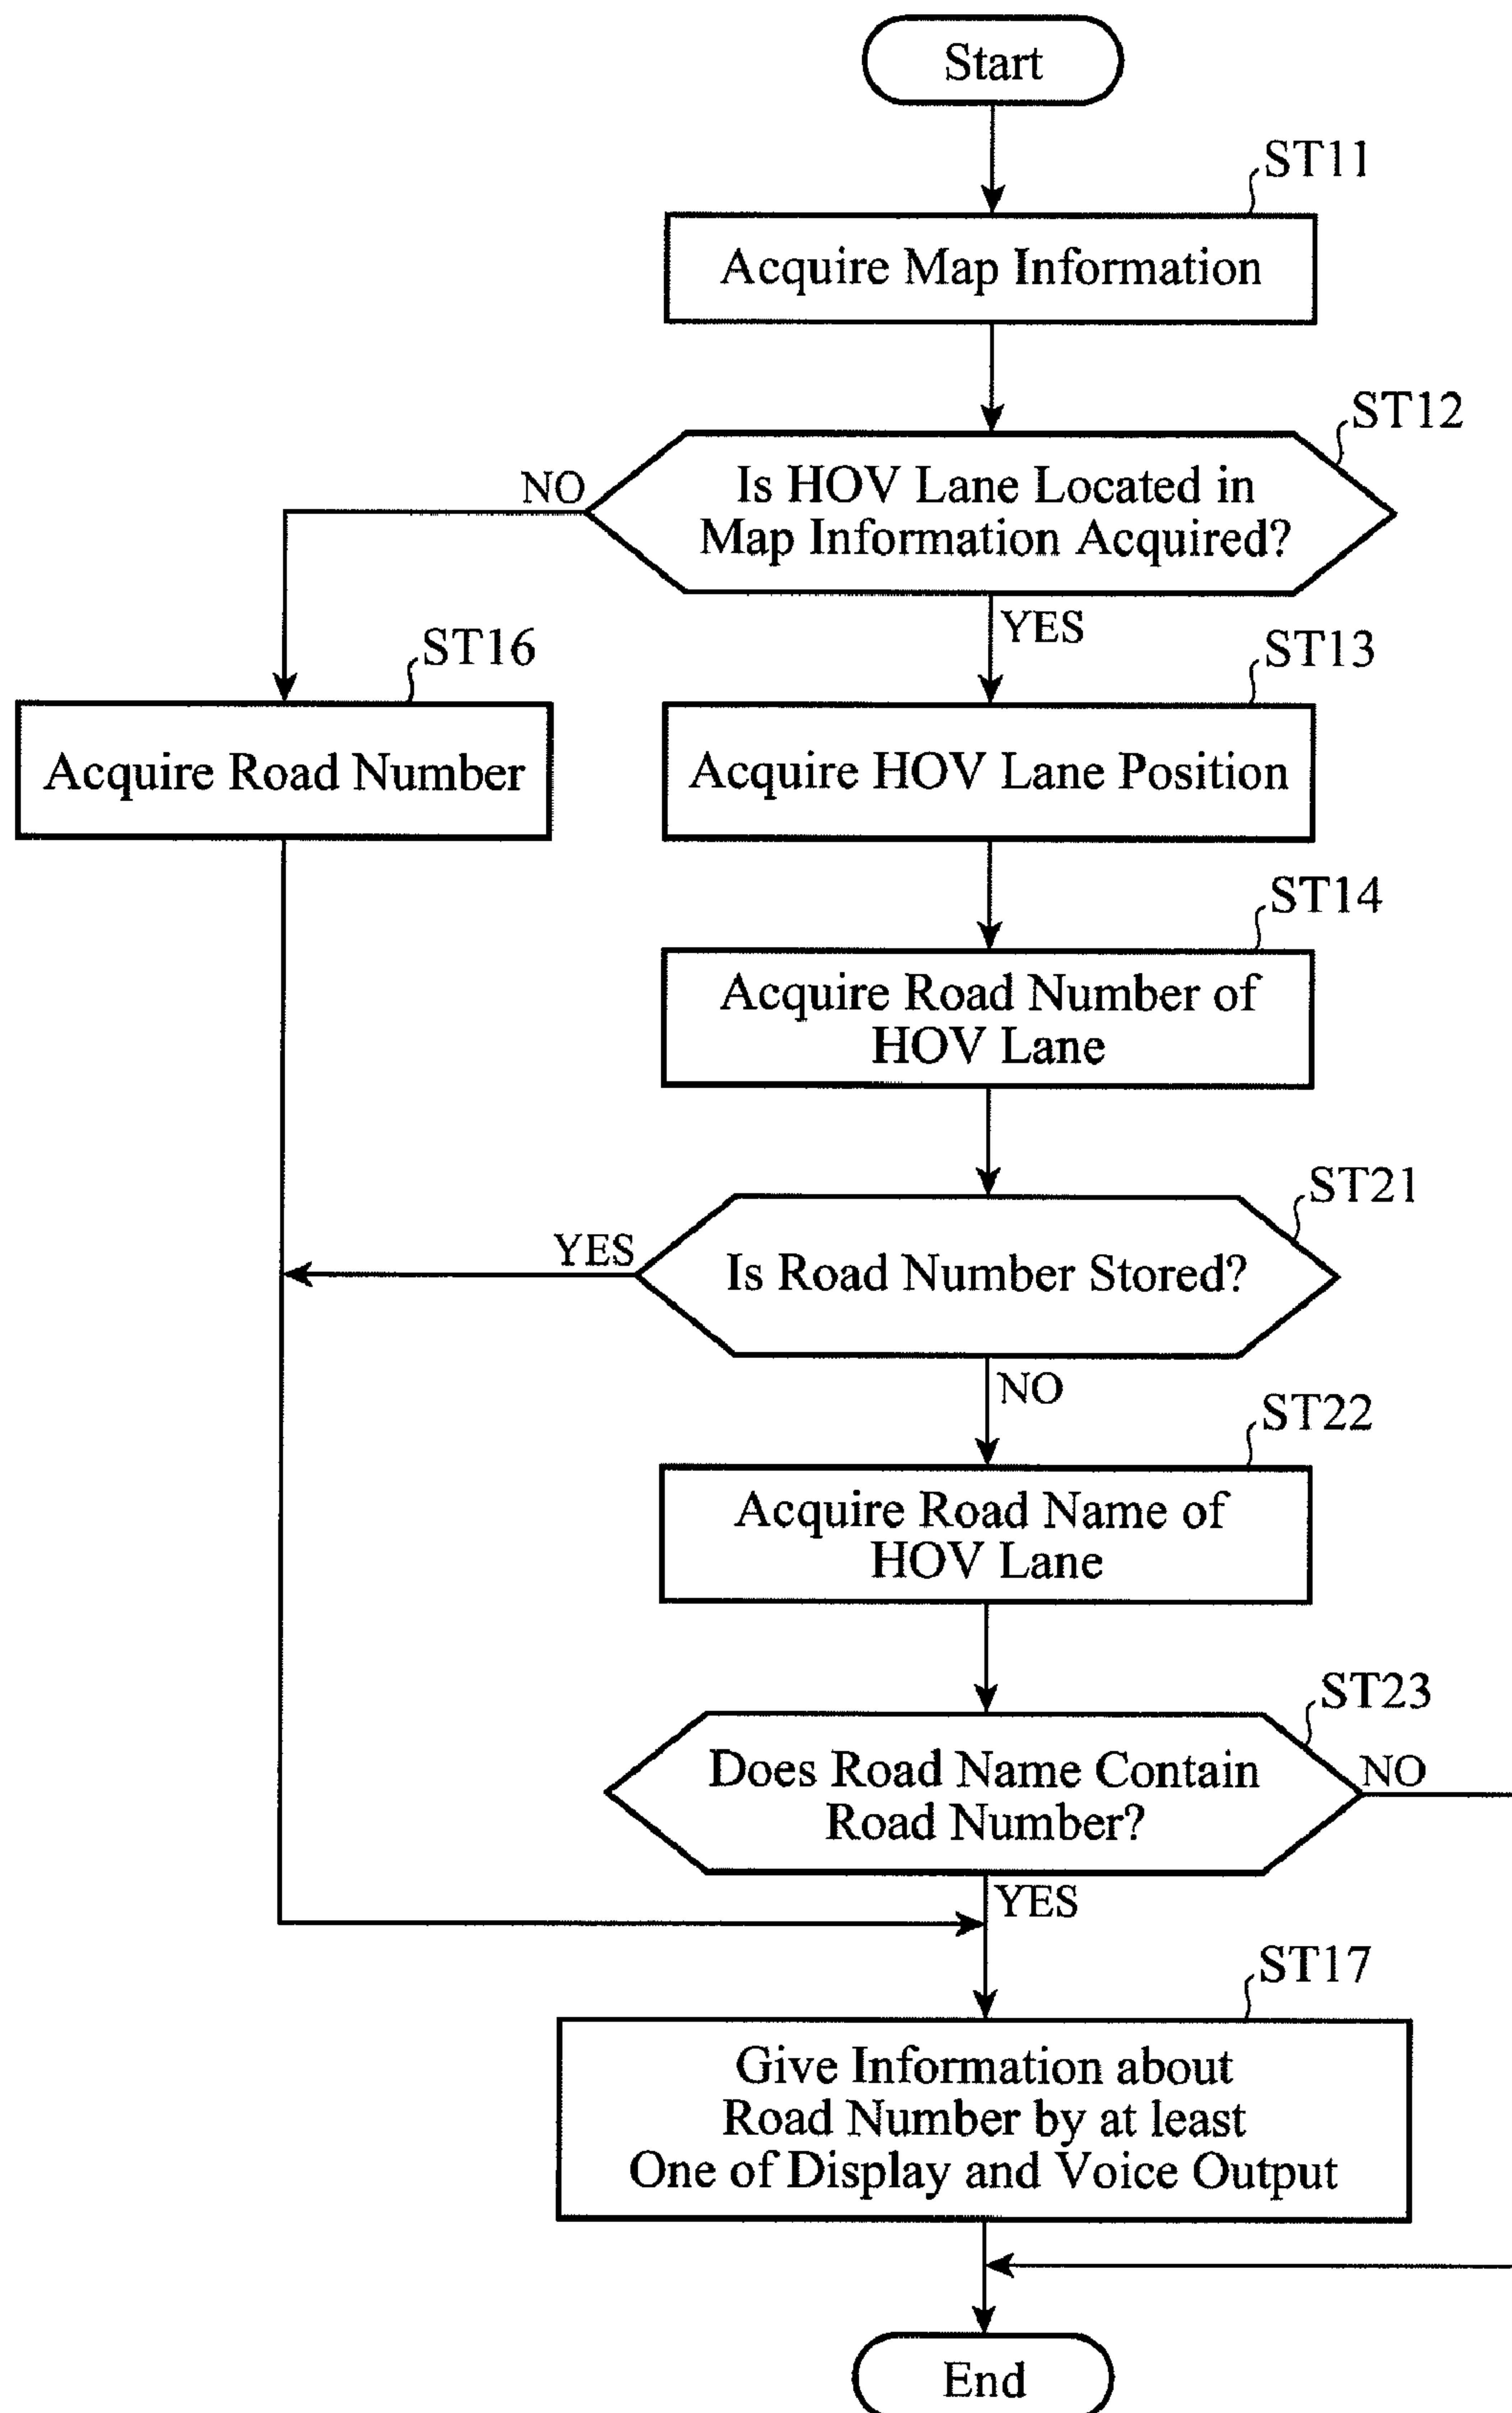 Start
ST11
Acquire Map Information
ST12
NO
Is HOV Lane Located in
Map Information Acquired?
YES
ST16
ST13
Acquire Road Number
Acquire HOV Lane Position
ST14
Acquire Road Number of
HOV Lane
ST21
YES
Is Road Number Stored?
NO
ST22
Acquire Road Name of
HOV Lane
ST23
Does Road Name Contain
Road Number?
NO
YES
ST17
Give Information about
Road Number by at least
One of Display and Voice Output
End